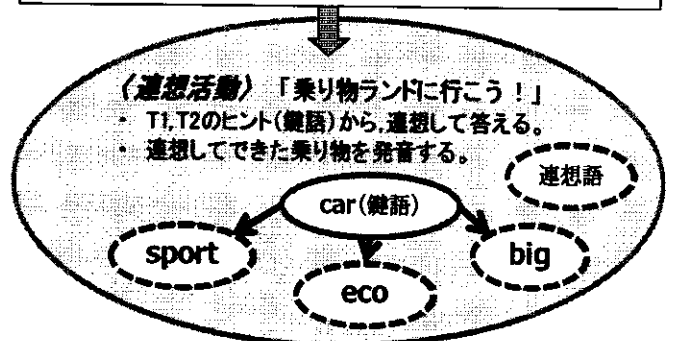 〈連想活動〉「乗り物ランドに行こう！」
・ T1,T2のヒント(鍵語)から,連想して答える。
・ 連想してできた乗り物を発音する。
連想語
car(鍵語)
sport
eco
big